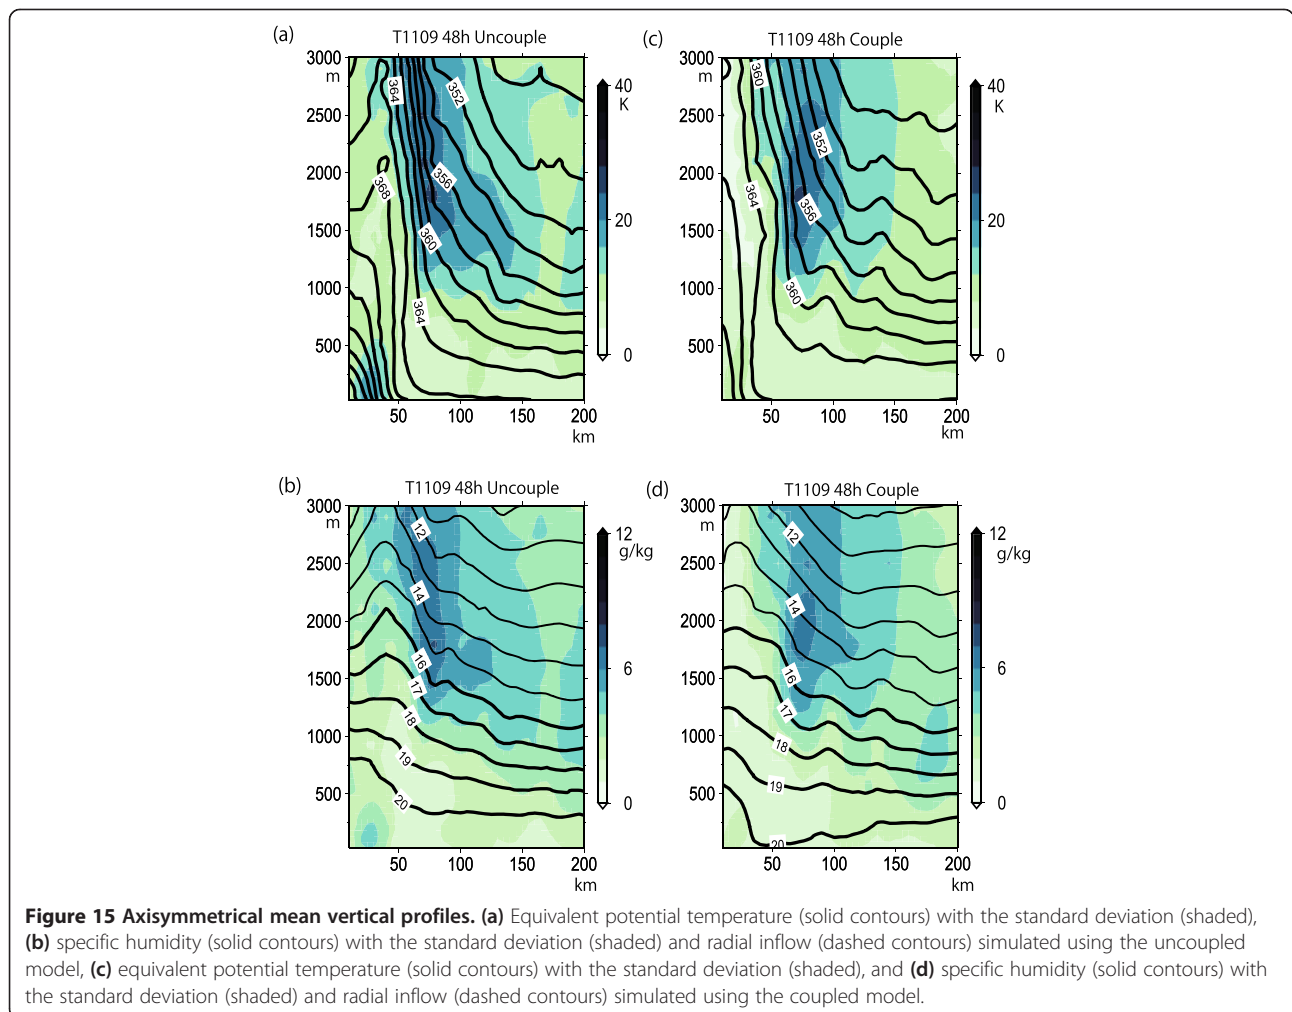 (a)
T1109 48h Uncouple
3000
m
2500
2000
1500
1000
500
50 100 150 200
km
364
352
368
356
360
364
40
K
20
0
(c)
T1109 48h Couple
3000
m
2500
2000
1500
1000
500
50 100 150 200
km
360
352
364
356
360
40
K
20
0
(b)
T1109 48h Uncouple
3000
m
2500
2000
1500
1000
500
50 100 150 200
km
12
14
16
17
18
19
20
12
g/kg
6
0
(d)
T1109 48h Couple
3000
m
2500
2000
1500
1000
500
50 100 150 200
km
12
14
16
17
18
19
20
12
g/kg
6
0
Figure 15 Axisymmetrical mean vertical profiles. (a) Equivalent potential temperature (solid contours) with the standard deviation (shaded),
(b) specific humidity (solid contours) with the standard deviation (shaded) and radial inflow (dashed contours) simulated using the uncoupled
model, (c) equivalent potential temperature (solid contours) with the standard deviation (shaded), and (d) specific humidity (solid contours) with
the standard deviation (shaded) and radial inflow (dashed contours) simulated using the coupled model.